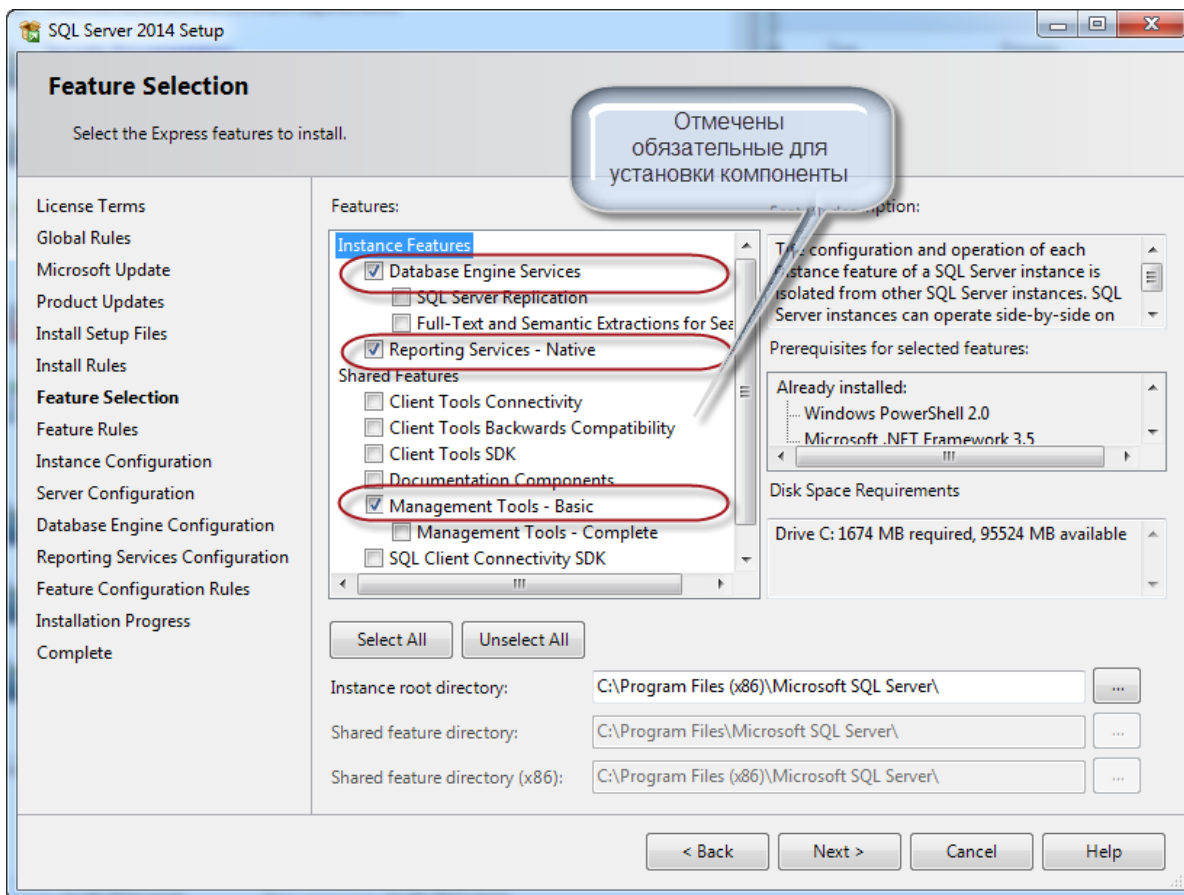 SQL Server 2014 Setup
Feature Selection
Select the Express features to install.
Отмечены
обязательные для
установки компоненты
License Terms
Global Rules
Microsoft Update
Product Updates
Install Setup Files
Install Rules
Feature Selection
Feature Rules
Instance Configuration
Server Configuration
Database Engine Configuration
Reporting Services Configuration
Feature Configuration Rules
Installation Progress
Complete
Features:
Instance Features
Database Engine Services
SQL Server Replication
Full-Text and Semantic Extractions for Sea
Reporting Services - Native
Shared Features
Client Tools Connectivity
Client Tools Backwards Compatibility
Client Tools SDK
Documentation Components
Management Tools - Basic
Management Tools - Complete
SQL Client Connectivity SDK
Feature description:
The configuration and operation of each
instance feature of a SQL Server instance is
isolated from other SQL Server instances. SQL
Server instances can operate side-by-side on
Prerequisites for selected features:
Already installed:
Windows PowerShell 2.0
Microsoft .NET Framework 3.5
Disk Space Requirements
Drive C: 1674 MB required, 95524 MB available
Select All
Unselect All
Instance root directory:
C:\Program Files (x86)\Microsoft SQL Server\
...
Shared feature directory:
C:\Program Files\Microsoft SQL Server\
...
Shared feature directory (x86):
C:\Program Files (x86)\Microsoft SQL Server\
...
< Back
Next >
Cancel
Help